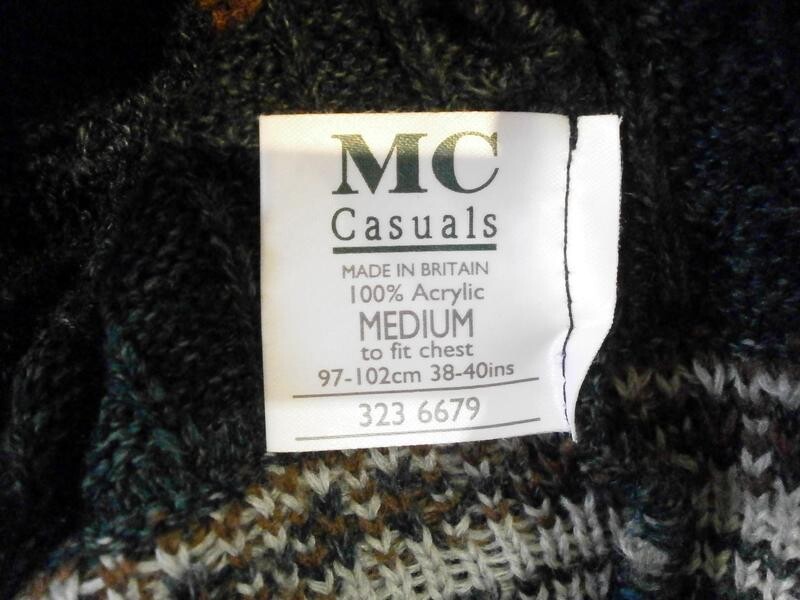 MC
Casuals
MADE IN BRITAIN
100% Acrylic
MEDIUM
to fit chest
97-102cm 38-40ins
323 6679